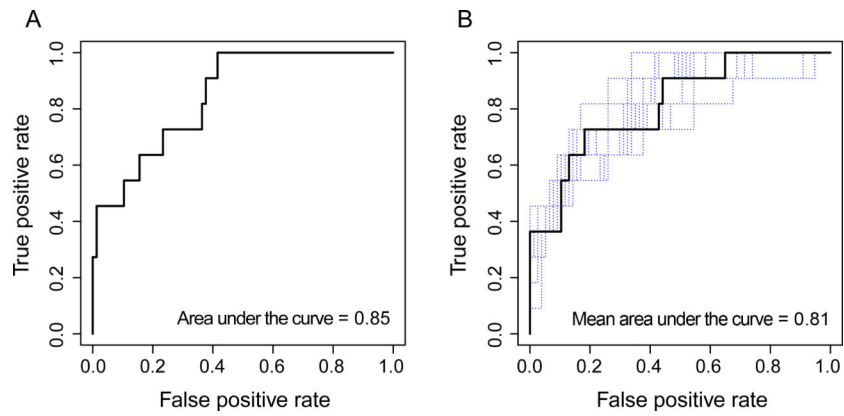 A
True positive rate
1.0
0.8
0.6
0.4
0.2
0.0
Area under the curve = 0.85
0.0 0.2 0.4 0.6 0.8 1.0
False positive rate
B
True positive rate
1.0
0.8
0.6
0.4
0.2
0.0
Mean area under the curve = 0.81
0.0 0.2 0.4 0.6 0.8 1.0
False positive rate